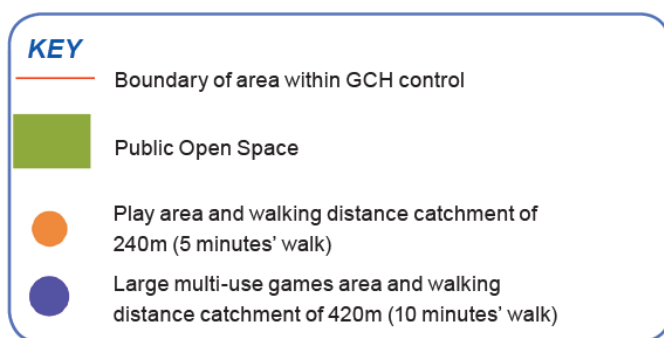 KEY
Boundary of area within GCH control
Public Open Space
Play area and walking distance catchment of
240m (5 minutes’ walk)
Large multi-use games area and walking
distance catchment of 420m (10 minutes’ walk)